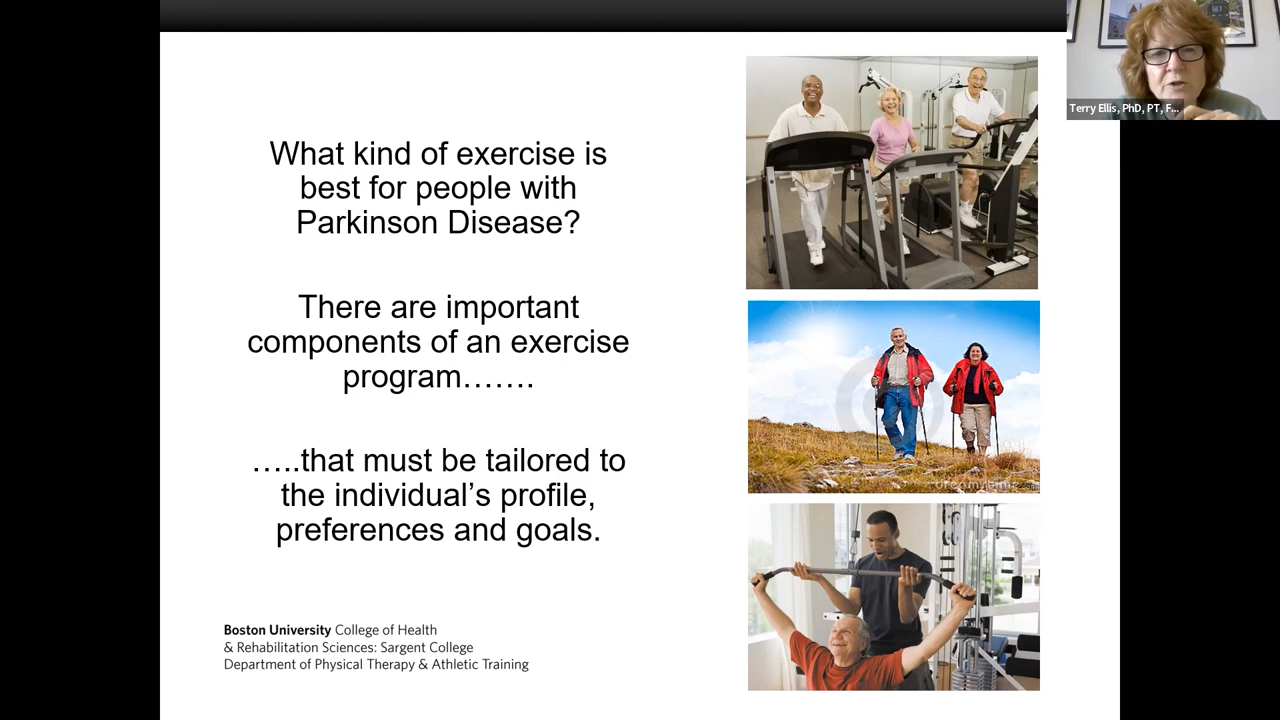 What kind of exercise is
best for people with
Parkinson Disease?
There are important
components of an exercise
program…….
…..that must be tailored to
the individual’s profile,
preferences and goals.
Boston University College of Health
& Rehabilitation Sciences: Sargent College
Department of Physical Therapy & Athletic Training
Terry Ellis, PhD, PT, F...